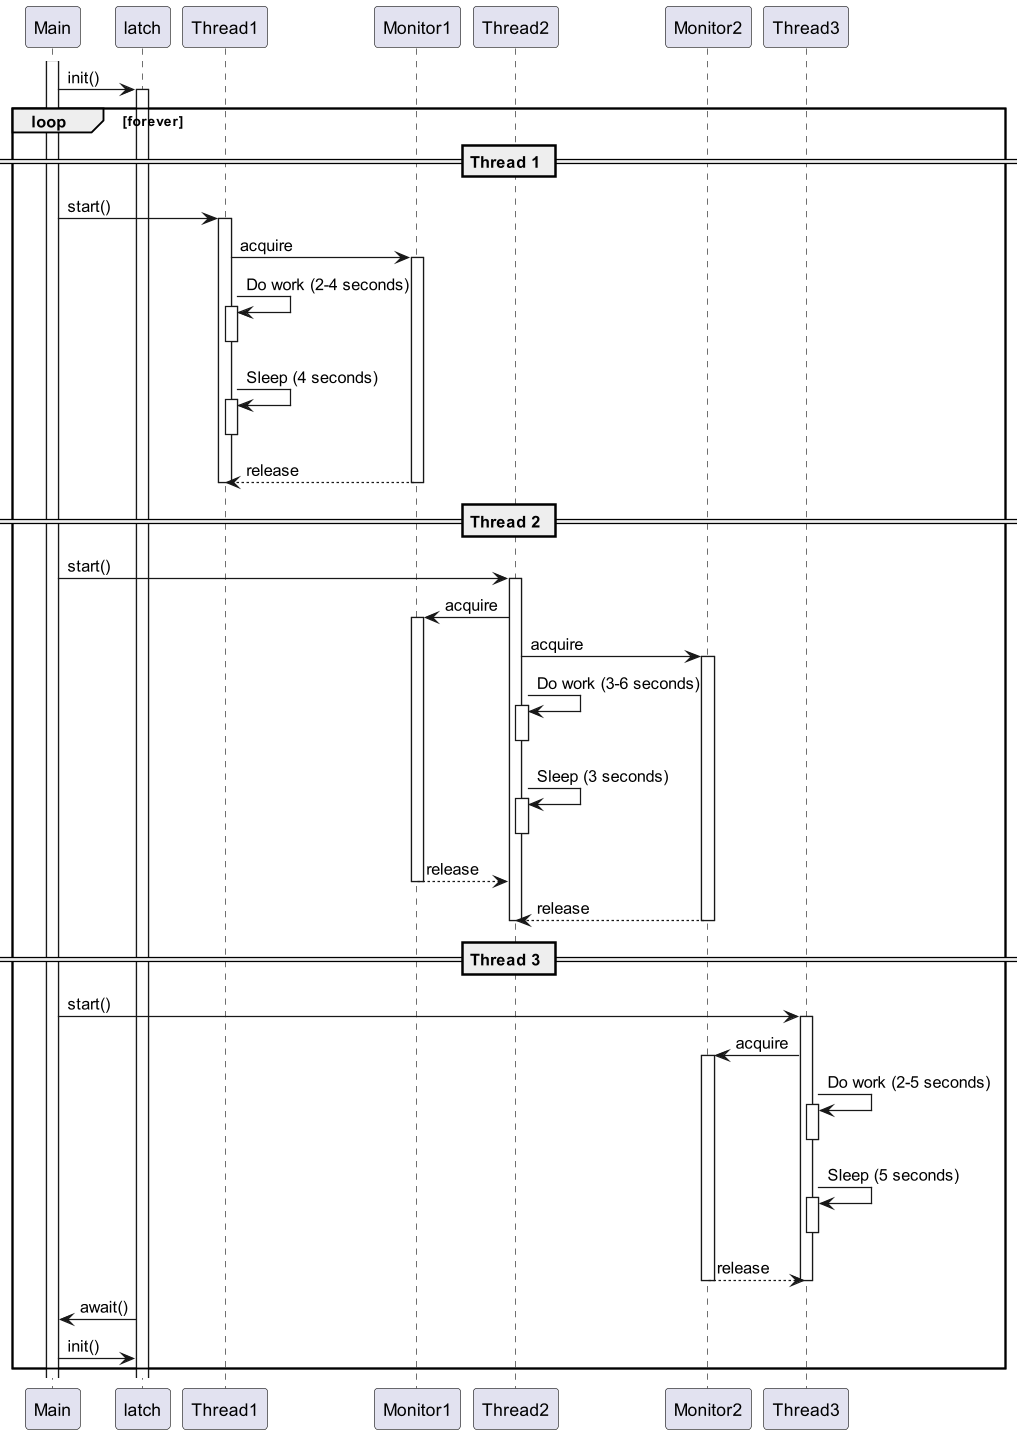 Main
latch
Thread1
Monitor1
Thread2
Monitor2
Thread3
init()
loop
[forever]
Thread 1
start()
acquire
Do work (2-4 seconds)
Sleep (4 seconds)
release
Thread 2
start()
acquire
acquire
Do work (3-6 seconds)
Sleep (3 seconds)
release
release
Thread 3
start()
acquire
Do work (2-5 seconds)
Sleep (5 seconds)
release
await()
init()
Main
latch
Thread1
Monitor1
Thread2
Monitor2
Thread3